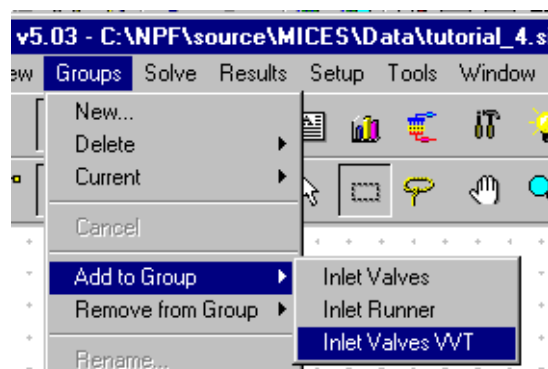 v5.03 - C:\NPF\source\MICES\Data\tutorial_4.s
ew Groups Solve Results Setup Tools Window
New...
Delete
Current
Cancel
Add to Group
Inlet Valves
Remove from Group
Inlet Runner
Inlet Valves VVT
Rename...